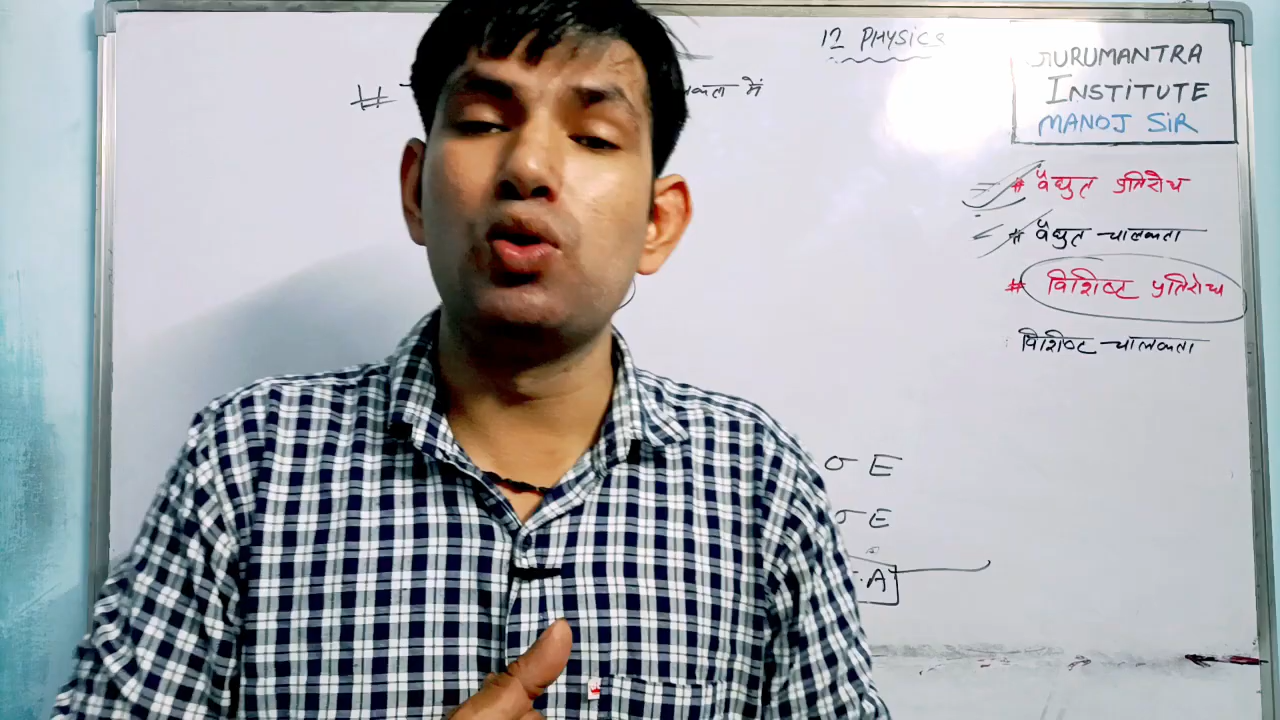 12 PHYSICS
# में
GURUMANTRA
INSTITUTE
MANOJ SIR
# वैद्युत प्रतिरोध
# वैद्युत चालकता
# विशिष्ट प्रतिरोध
विशिष्ट चालकता
σ E
σ E
A